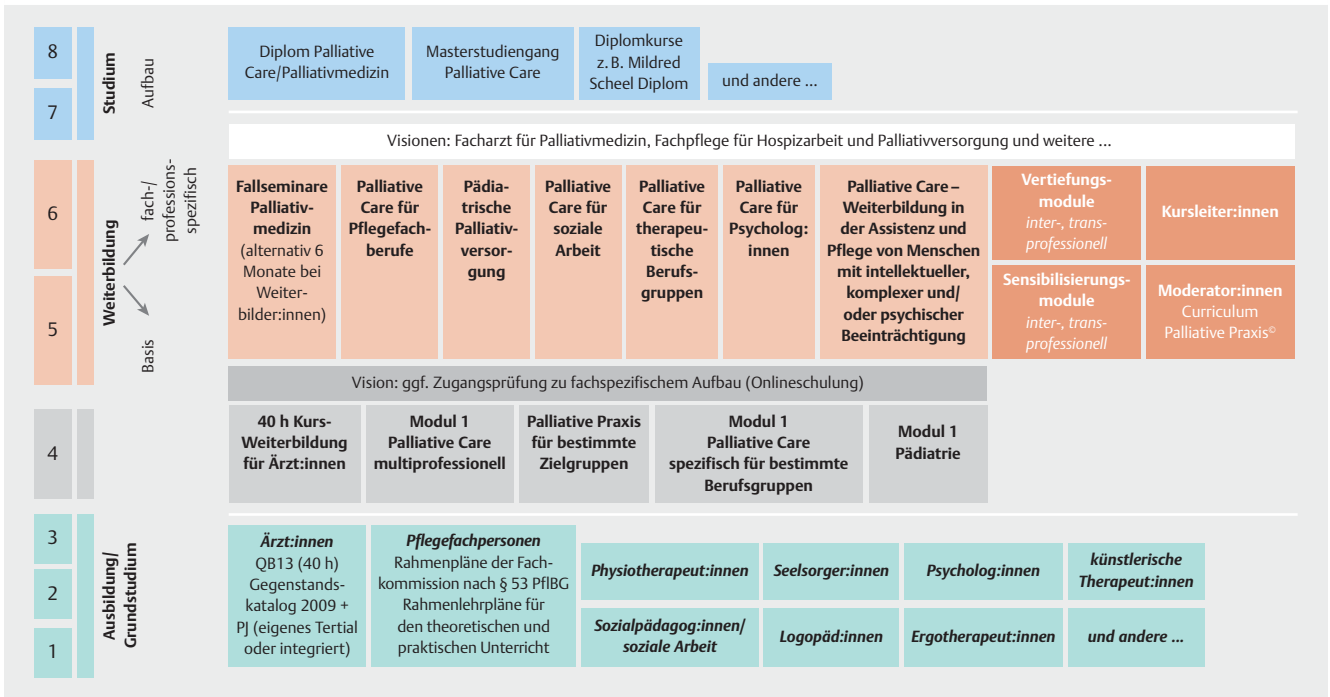 8
7
Studium
Aufbau
Diplom Palliative
Care/Palliativmedizin
Masterstudiengang
Palliative Care
Diplomkurse
z. B. Mildred
Scheel Diplom
und andere ...
Visionen: Facharzt für Palliativmedizin, Fachpflege für Hospizarbeit und Palliativversorgung und weitere ...
6
5
Weiterbildung
fach-/
professions-
spezifisch
Basis
Fallseminare
Palliativ-
medizin
(alternativ 6
Monate bei
Weiter-
bilder:innen)
Palliative
Care für
Pflegefach-
berufe
Pädia-
trische
Palliativ-
versor-
gung
Palliative
Care für
soziale
Arbeit
Palliative
Care für
therapeu-
tische
Berufs-
gruppen
Palliative
Care für
Psycholog:
innen
Palliative Care –
Weiterbildung in
der Assistenz und
Pflege von Menschen
mit intellektueller,
komplexer und/
oder psychischer
Beeinträchtigung
Vertiefungs-
module
inter-, trans-
professionell
Kursleiter:innen
Sensibilisierungs-
module
inter-, trans-
professionell
Moderator:innen
Curriculum
Palliative Praxis©
Vision: ggf. Zugangsprüfung zu fachspezifischem Aufbau (Onlineschulung)
4
40 h Kurs-
Weiterbildung
für Ärzt:innen
Modul 1
Palliative Care
multiprofessionell
Palliative Praxis
für bestimmte
Zielgruppen
Modul 1
Palliative Care
spezifisch für bestimmte
Berufsgruppen
Modul 1
Pädiatrie
3
2
1
Ausbildung/
Grundstudium
Ärzt:innen
QB13 (40 h)
Gegenstands-
katalog 2009 +
PJ (eigenes Tertial
oder integriert)
Pflegefachpersonen
Rahmenpläne der Fach-
kommission nach § 53 PflBG
Rahmenlehrpläne für
den theoretischen und
praktischen Unterricht
Physiotherapeut:innen
Seelsorger:innen
Psycholog:innen
künstlerische
Therapeut:innen
Sozialpädagog:innen/
soziale Arbeit
Logopäd:innen
Ergotherapeut:innen
und andere ...